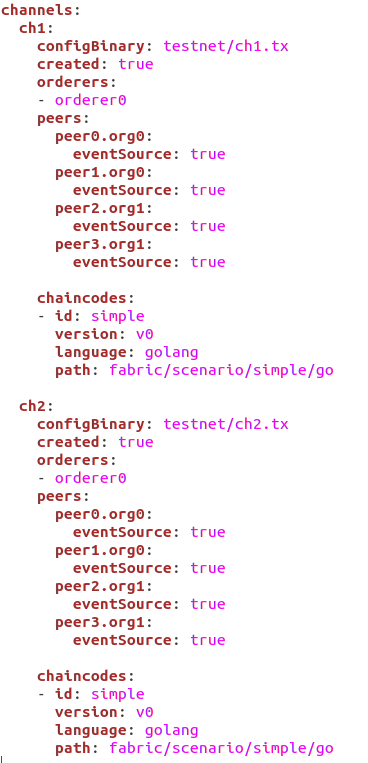 channels:
  ch1:
    configBinary: testnet/ch1.tx
    created: true
    orderers:
    - orderer0
    peers:
      peer0.org0:
        eventSource: true
      peer1.org0:
        eventSource: true
      peer2.org1:
        eventSource: true
      peer3.org1:
        eventSource: true

    chaincodes:
    - id: simple
      version: v0
      language: golang
      path: fabric/scenario/simple/go

  ch2:
    configBinary: testnet/ch2.tx
    created: true
    orderers:
    - orderer0
    peers:
      peer0.org0:
        eventSource: true
      peer1.org0:
        eventSource: true
      peer2.org1:
        eventSource: true
      peer3.org1:
        eventSource: true

    chaincodes:
    - id: simple
      version: v0
      language: golang
      path: fabric/scenario/simple/go